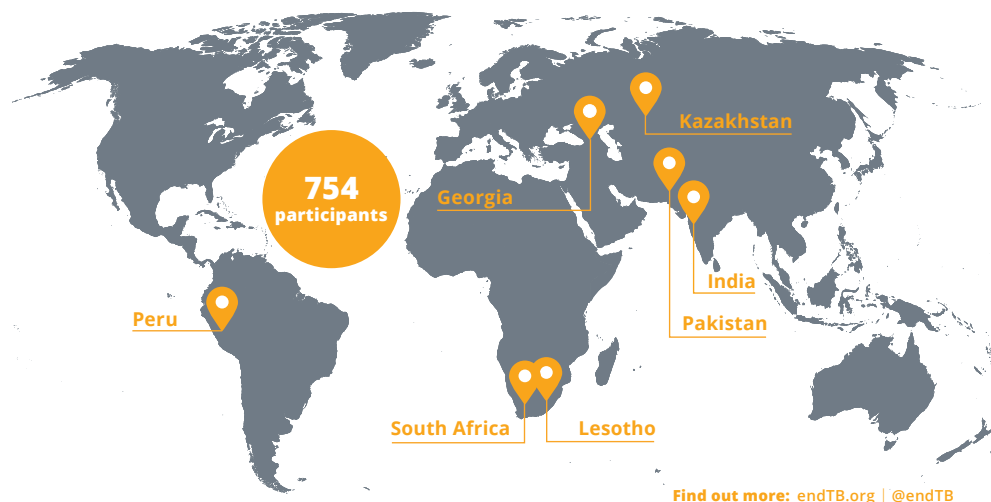 Kazakhstan
754
participants
Georgia
India
Peru
Pakistan
South Africa
Lesotho
Find out more: endTB.org | @endTB